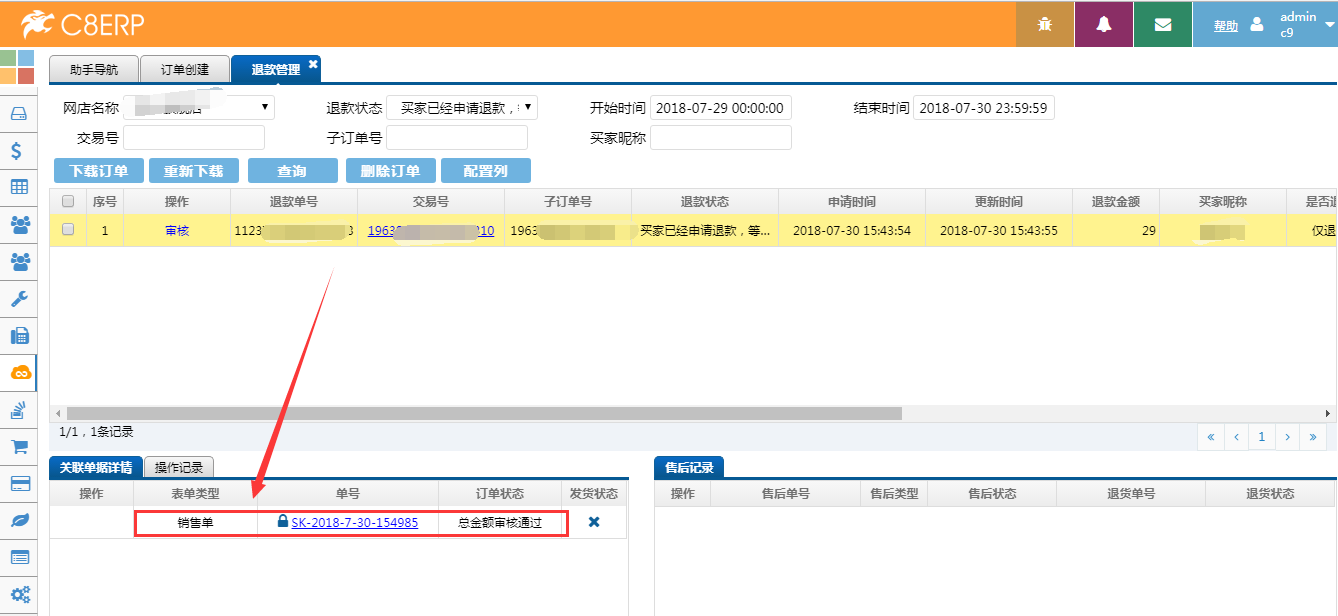 C8ERP
帮助
admin
c9
助手导航 订单创建 退款管理
网店名称 退款状态 买家已经申请退款， 开始时间 2018-07-29 00:00:00 结束时间 2018-07-30 23:59:59
交易号 子订单号 买家昵称
下载订单 重新下载 查询 删除订单 配置列
序号 操作 退款单号 交易号 子订单号 退款状态 申请时间 更新时间 退款金额 买家昵称 是否退
1 审核 1123 3 1963 310 1963 买家已经申请退款，等... 2018-07-30 15:43:54 2018-07-30 15:43:55 29 仅退
1/1，1条记录
« ‹ 1 › »
关联单据详情 操作记录 售后记录
操作 表单类型 单号 订单状态 发货状态 操作 售后单号 售后类型 售后状态 退货单号 退货状态
销售单 SK-2018-7-30-154985 总金额审核通过